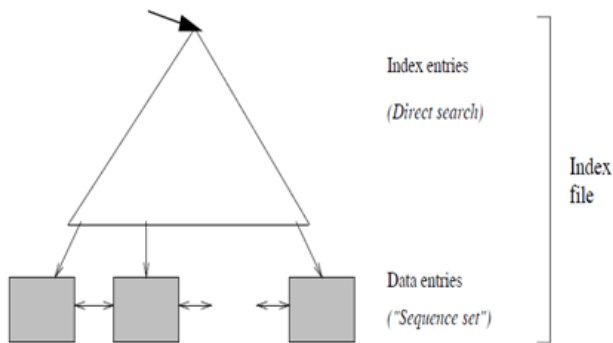 Index entries
(Direct search)
Index
file
Data entries
("Sequence set")